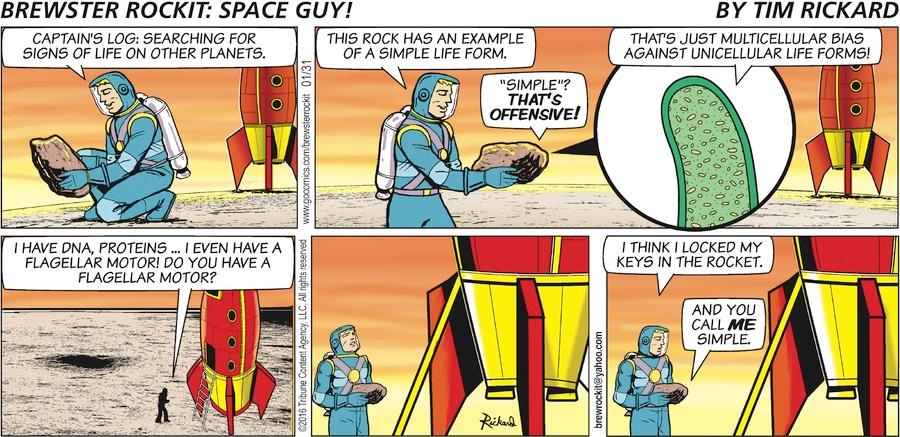 BREWSTER ROCKIT: SPACE GUY!
BY TIM RICKARD
CAPTAIN'S LOG: SEARCHING FOR
SIGNS OF LIFE ON OTHER PLANETS.
www.gocomics.com/brewsterrockit 01/31
THIS ROCK HAS AN EXAMPLE
OF A SIMPLE LIFE FORM.
"SIMPLE"?
THAT'S
OFFENSIVE!
THAT'S JUST MULTICELLULAR BIAS
AGAINST UNICELLULAR LIFE FORMS!
I HAVE DNA, PROTEINS ... I EVEN HAVE A
FLAGELLAR MOTOR! DO YOU HAVE A
FLAGELLAR MOTOR?
©2016 Tribune Content Agency, LLC. All rights reserved
Rickard
brewrockit@yahoo.com
I THINK I LOCKED MY
KEYS IN THE ROCKET.
AND YOU
CALL ME
SIMPLE.